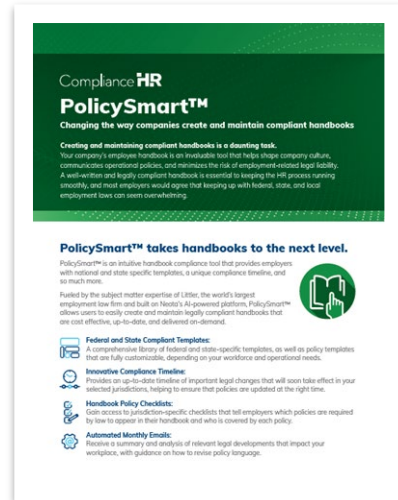 Compliance HR
PolicySmart™
Changing the way companies create and maintain compliant handbooks
Creating and maintaining compliant handbooks is a daunting task.
Your company's employee handbook is an invaluable tool that helps shape company culture,
communicates operational policies, and minimizes the risk of employment-related legal liability.
A well-written and legally compliant handbook is essential to keeping the HR process running
smoothly, and most employers would agree that keeping up with federal, state, and local
employment laws can seem overwhelming.
PolicySmart™ takes handbooks to the next level.
PolicySmart™ is an intuitive handbook compliance tool that provides employers
with national and state specific templates, a unique compliance timeline, and
so much more.
Fueled by the subject matter expertise of Littler, the world's largest
employment law firm and built on Neota's AI-powered platform, PolicySmart™
allows users to easily create and maintain legally compliant handbooks that
are cost effective, up-to-date, and delivered on-demand.
Federal and State Compliant Templates:
A comprehensive library of federal and state-specific templates, as well as policy templates
that are fully customizable, depending on your workforce and operational needs.
Innovative Compliance Timeline:
Provides an up-to-date timeline of important legal changes that will soon take effect in your
selected jurisdictions, helping to ensure that policies are updated at the right time.
Handbook Policy Checklists:
Gain access to jurisdiction-specific checklists that tell employers which policies are required
by law to appear in their handbook and who is covered by each policy.
Automated Monthly Emails:
Receive a summary and analysis of relevant legal developments that impact your
workplace, with guidance on how to revise policy language.